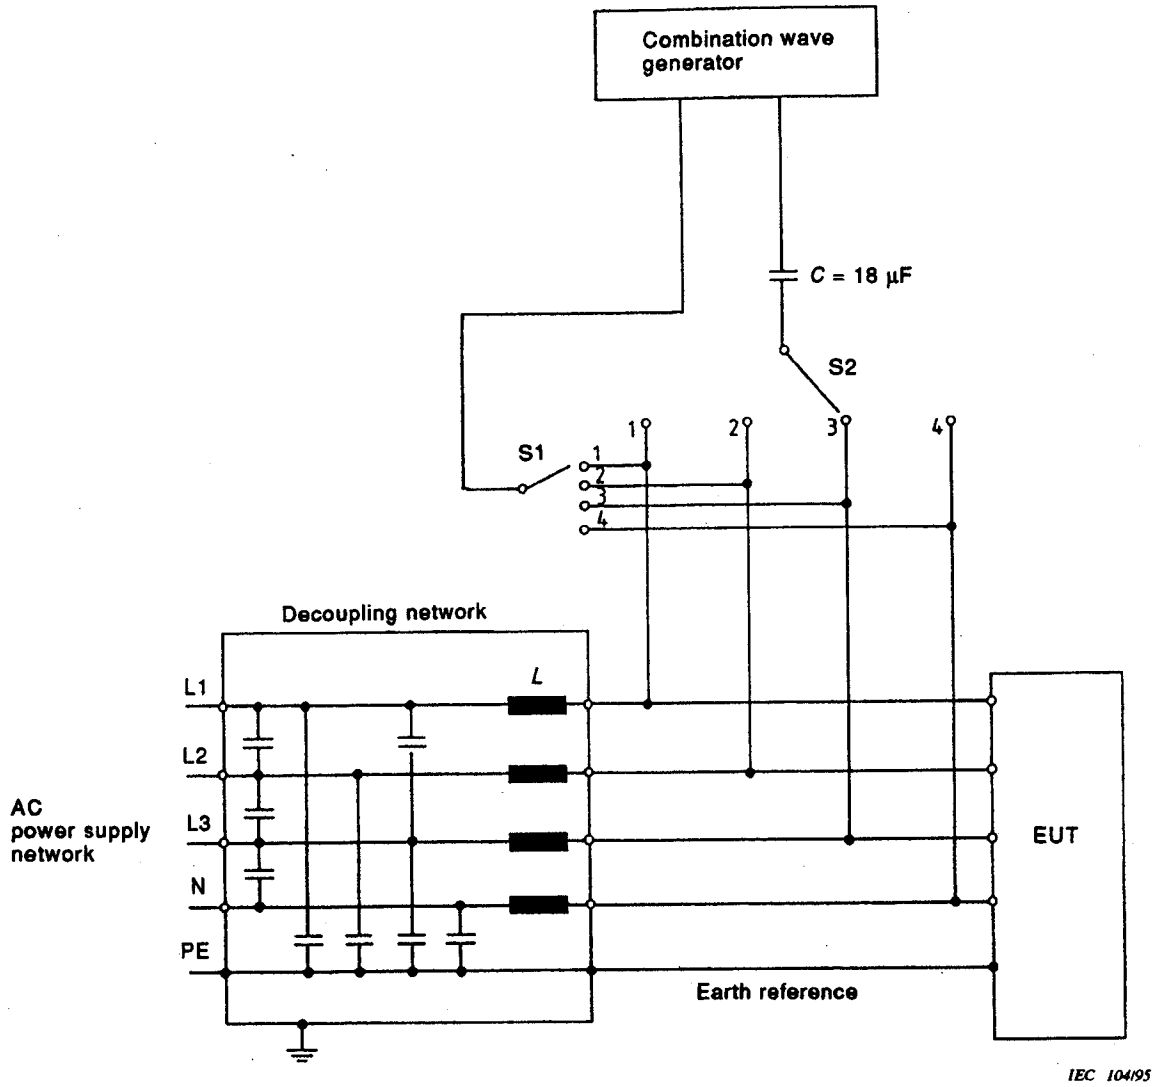 Combination wave
generator
C = 18 μF
S2
1
2
3
4
S1
1
2
3
4
Decoupling network
L
L1
L2
L3
N
PE
AC
power supply
network
EUT
Earth reference
IEC 104/95